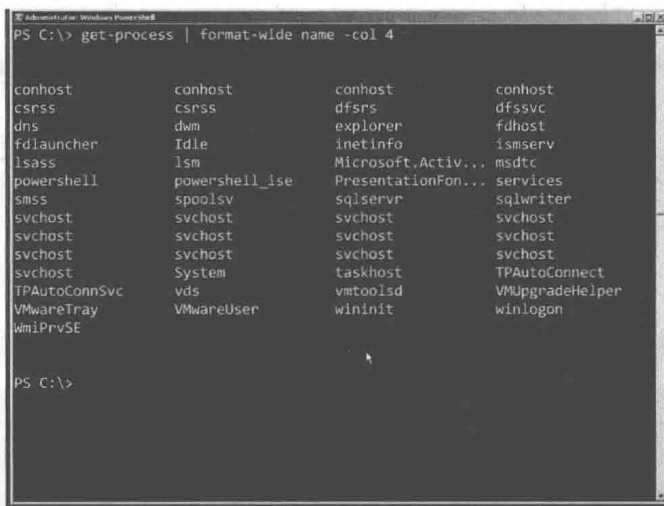 Administrator: Windows PowerShell
PS C:\> get-process | format-wide name -col 4
conhost conhost conhost conhost
csrss csrss dfsrs dfssvc
dns dwm explorer fdhost
fdlauncher Idle inetinfo ismserv
lsass lsm Microsoft.Activ... msdtc
powershell powershell_ise PresentationFon... services
smss spoolsv sqlservr sqlwriter
svchost svchost svchost svchost
svchost svchost svchost svchost
svchost svchost svchost svchost
svchost System taskhost TPAutoConnect
TPAutoConnSvc vds vmtoolsd VMUpgradeHelper
VMwareTray VMwareUser wininit winlogon
WmiPrvSE
PS C:\>